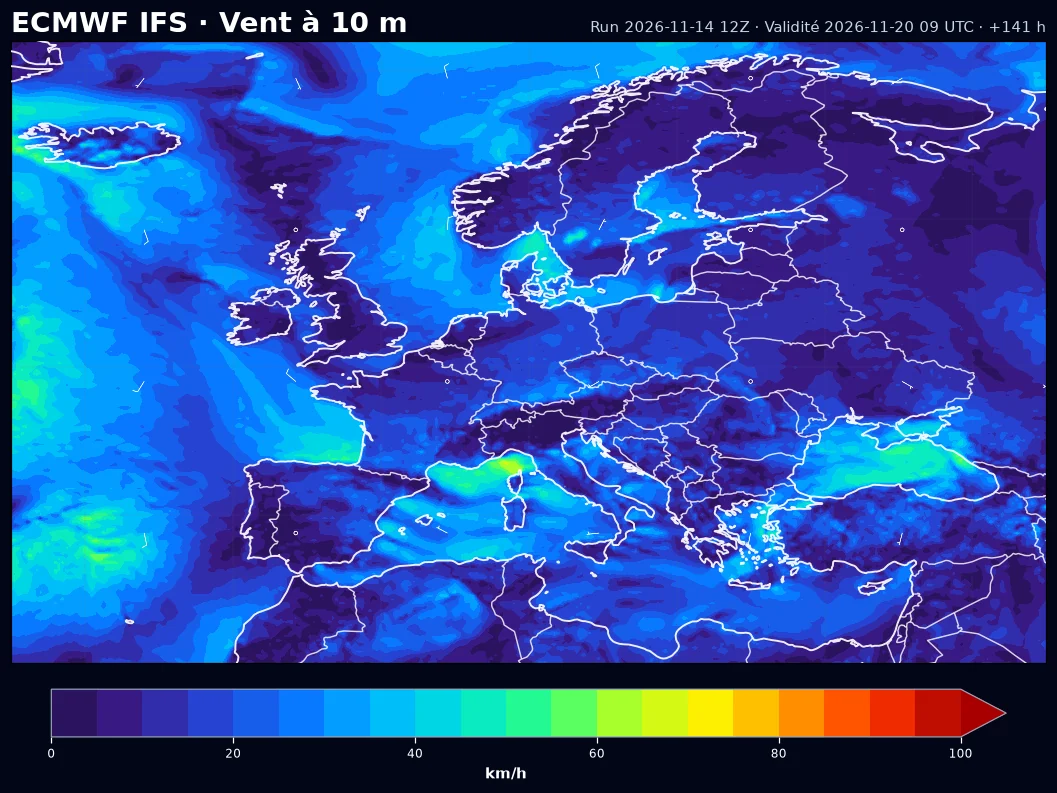 ECMWF IFS · Vent à 10 m
Run 2026-11-14 12Z · Validité 2026-11-20 09 UTC · +141 h
0 20 40 60 80 100
km/h